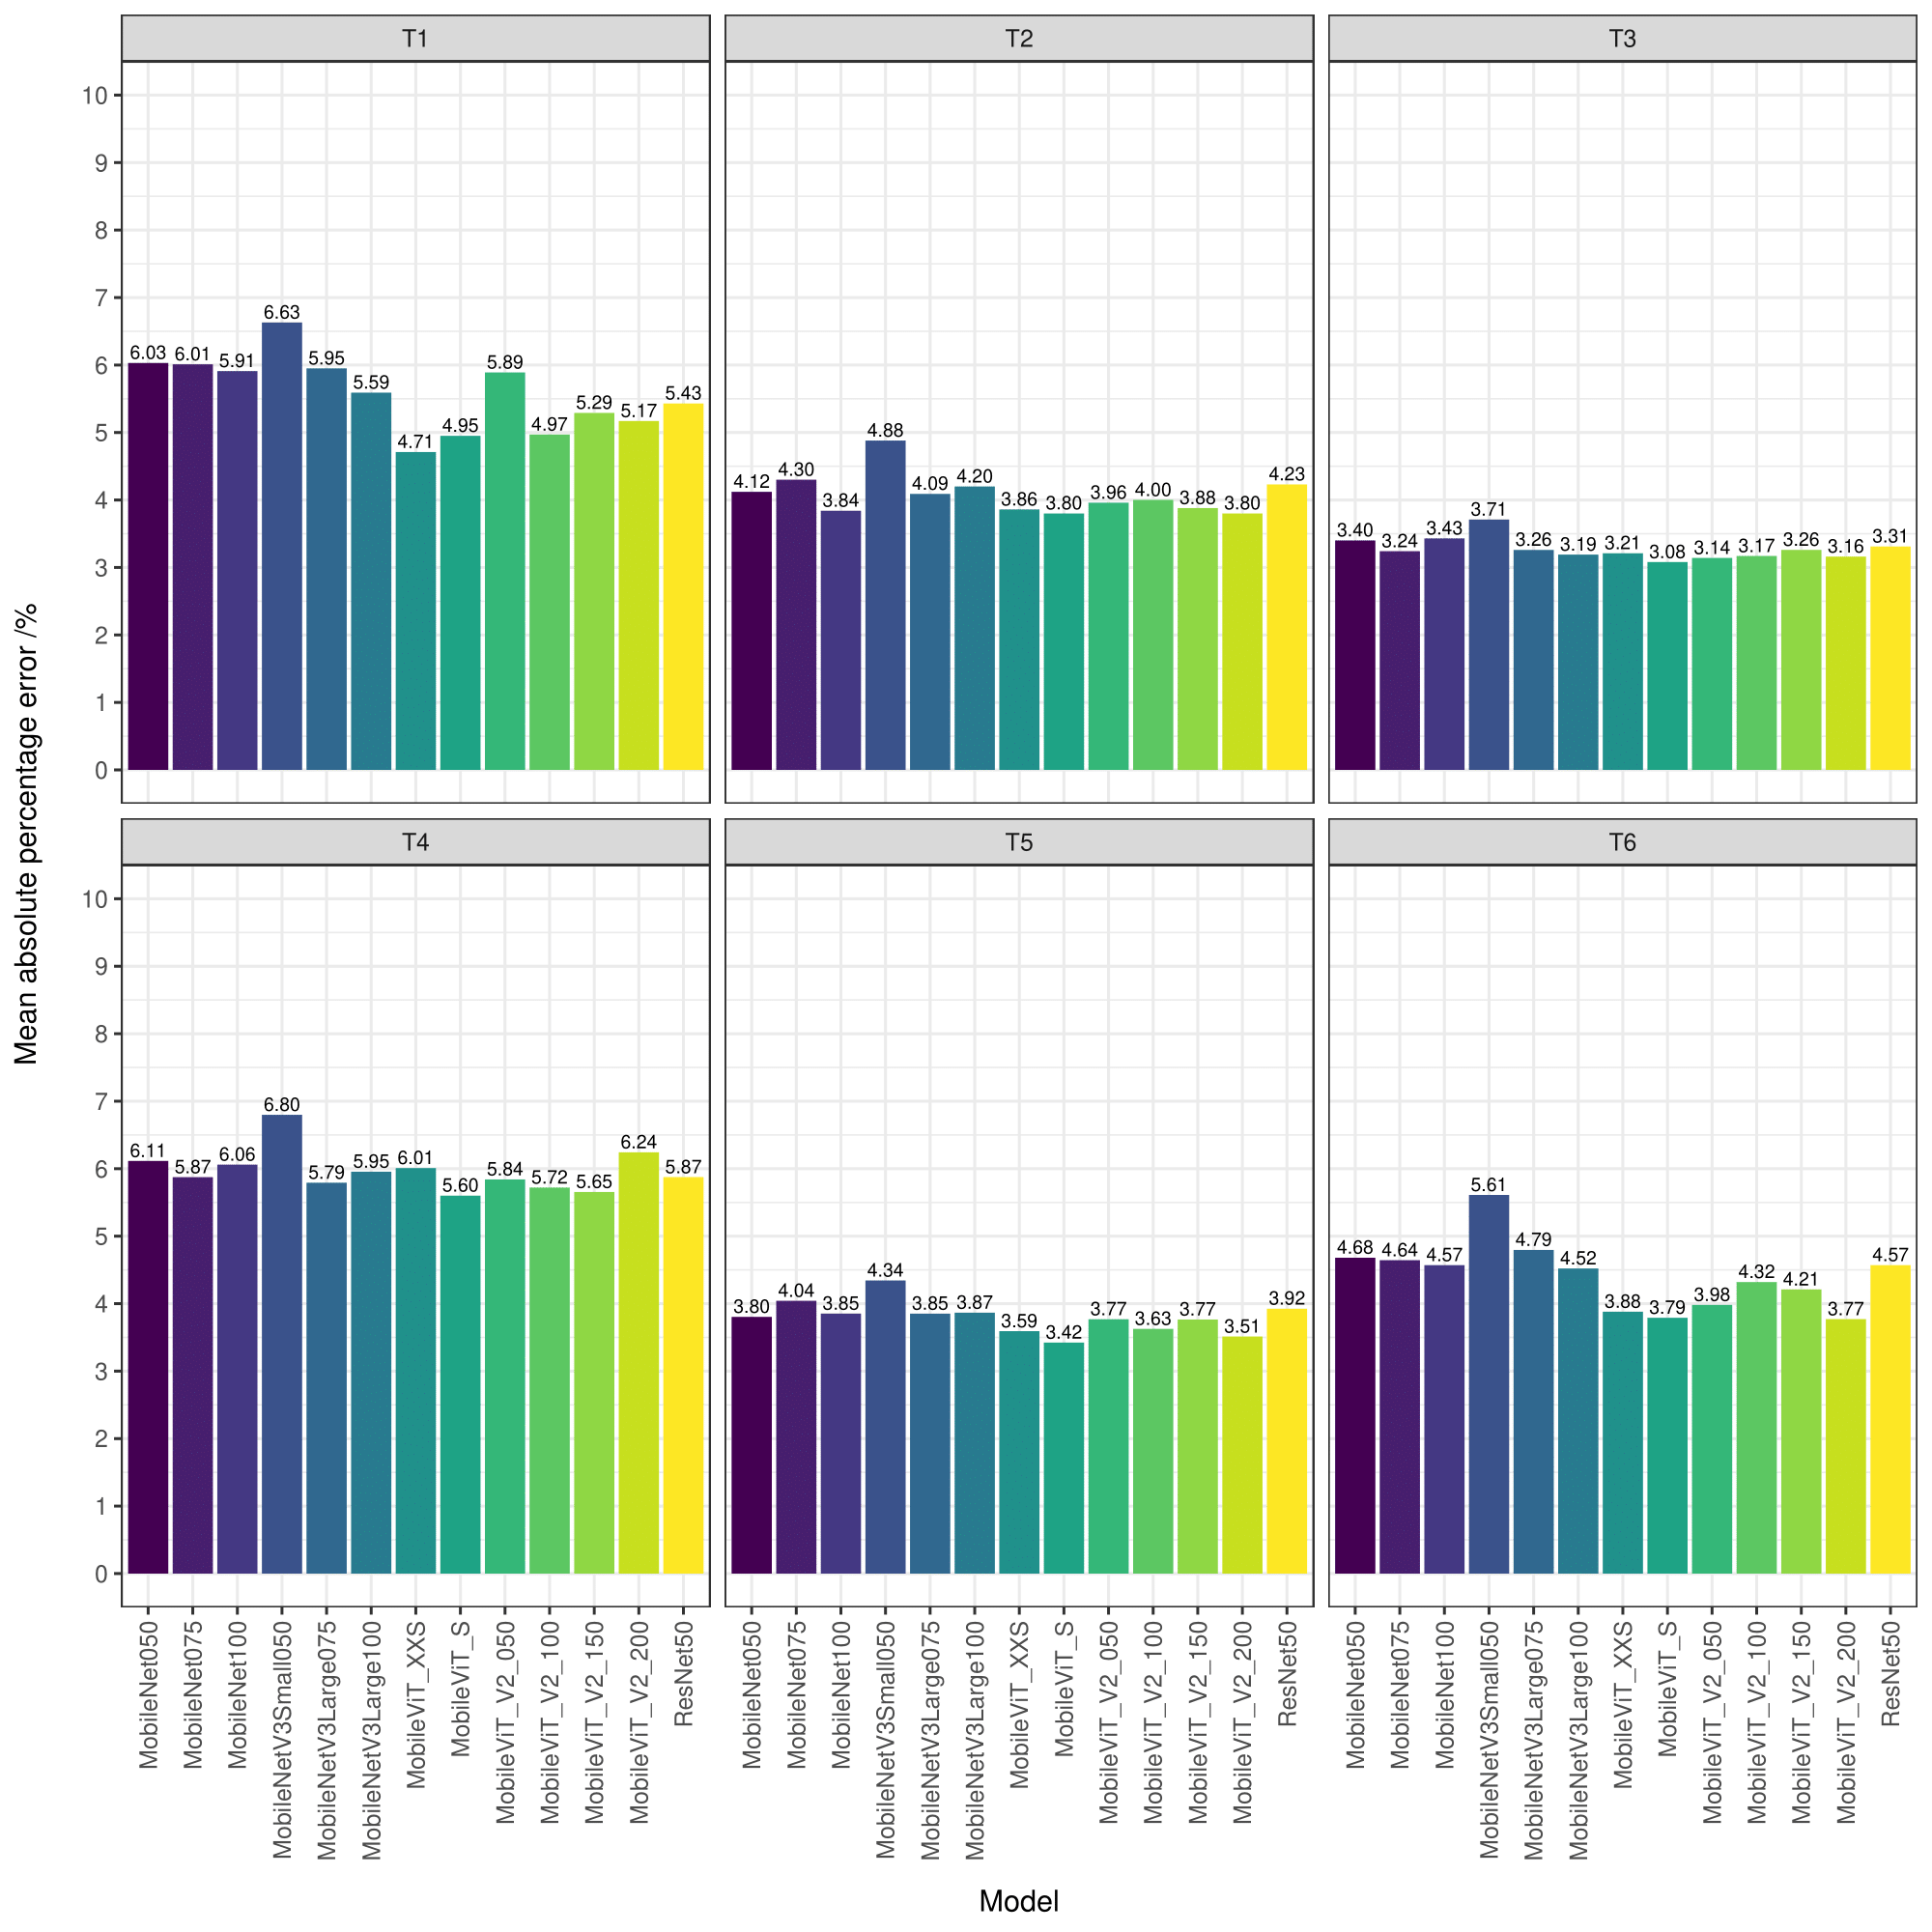 T1
T2
T3
10
9
8
7
6
5
4
3
2
1
0
6.03 6.01 5.91 6.63 5.95 5.59 4.71 4.95 5.89 4.97 5.29 5.17 5.43
4.12 4.30 3.84 4.88 4.09 4.20 3.86 3.80 3.96 4.00 3.88 3.80 4.23
3.40 3.24 3.43 3.71 3.26 3.19 3.21 3.08 3.14 3.17 3.26 3.16 3.31
Mean absolute percentage error /%
T4
T5
T6
10
9
8
7
6
5
4
3
2
1
0
6.11 5.87 6.06 6.80 5.79 5.95 6.01 5.60 5.84 5.72 5.65 6.24 5.87
3.80 4.04 3.85 4.34 3.85 3.87 3.59 3.42 3.77 3.63 3.77 3.51 3.92
4.68 4.64 4.57 5.61 4.79 4.52 3.88 3.79 3.98 4.32 4.21 3.77 4.57
MobileNet050
MobileNet075
MobileNet100
MobileNetV3Small050
MobileNetV3Large075
MobileNetV3Large100
MobileViT_XXS
MobileViT_S
MobileViT_V2_050
MobileViT_V2_100
MobileViT_V2_150
MobileViT_V2_200
ResNet50
MobileNet050
MobileNet075
MobileNet100
MobileNetV3Small050
MobileNetV3Large075
MobileNetV3Large100
MobileViT_XXS
MobileViT_S
MobileViT_V2_050
MobileViT_V2_100
MobileViT_V2_150
MobileViT_V2_200
ResNet50
MobileNet050
MobileNet075
MobileNet100
MobileNetV3Small050
MobileNetV3Large075
MobileNetV3Large100
MobileViT_XXS
MobileViT_S
MobileViT_V2_050
MobileViT_V2_100
MobileViT_V2_150
MobileViT_V2_200
ResNet50
Model